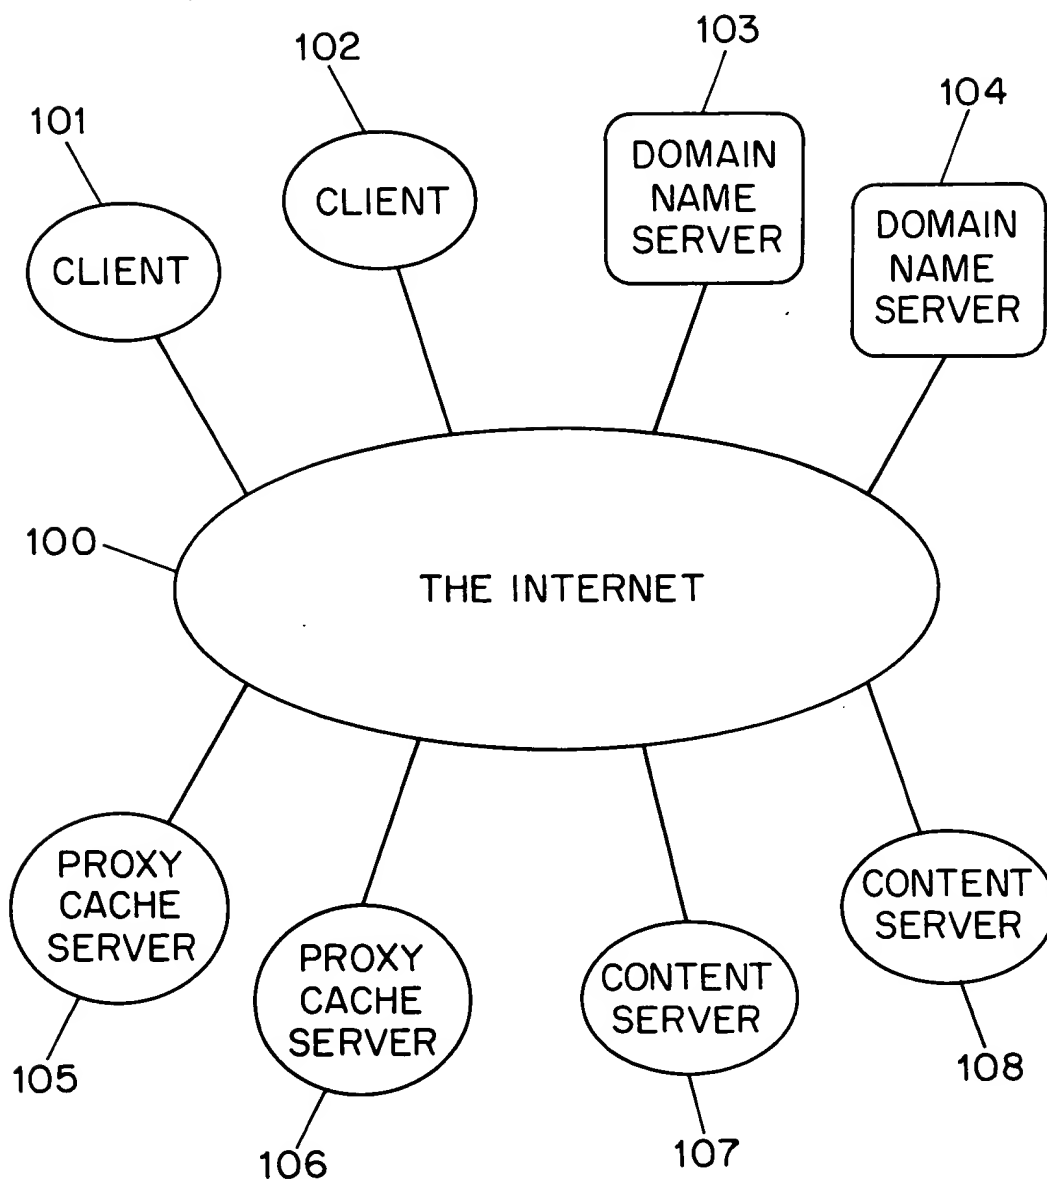 103
102
104
101
DOMAIN
NAME
SERVER
CLIENT
DOMAIN
NAME
SERVER
CLIENT
100
THE INTERNET
PROXY
CACHE
SERVER
CONTENT
SERVER
PROXY
CACHE
SERVER
CONTENT
SERVER
105
108
106
107